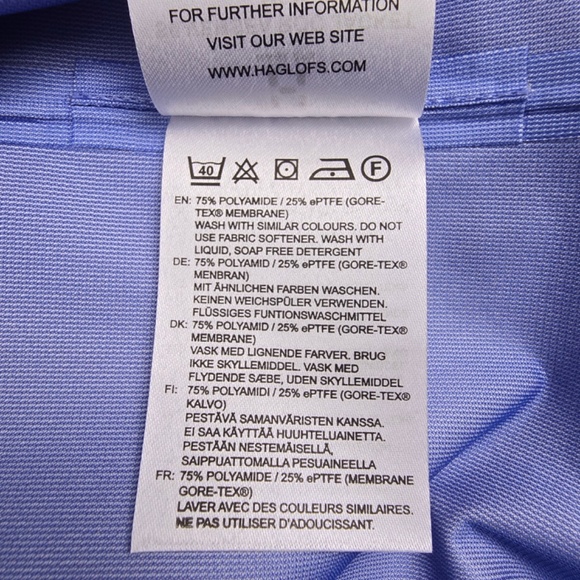 FOR FURTHER INFORMATION
VISIT OUR WEB SITE
WWW.HAGLOFS.COM
40
F
EN: 75% POLYAMIDE / 25% ePTFE (GORE-
TEX® MEMBRANE)
WASH WITH SIMILAR COLOURS. DO NOT
USE FABRIC SOFTENER. WASH WITH
LIQUID, SOAP FREE DETERGENT
DE: 75% POLYAMID / 25% ePTFE (GORE-TEX®
MENBRAN)
MIT ÄHNLICHEN FARBEN WASCHEN.
KEINEN WEICHSPÜLER VERWENDEN.
FLÜSSIGES FUNTIONSWASCHMITTEL
DK: 75% POLYAMID / 25% ePTFE (GORE-TEX®
MEMBRANE)
VASK MED LIGNENDE FARVER. BRUG
IKKE SKYLLEMIDDEL. VASK MED
FLYDENDE SÆBE, UDEN SKYLLEMIDDEL
FI: 75% POLYAMIDI / 25% ePTFE (GORE-TEX®
KALVO)
PESTÄVÄ SAMANVÄRISTEN KANSSA.
EI SAA KÄYTTÄÄ HUUHTELUAINETTA.
PESTÄÄN NESTEMÄISELLÄ,
SAIPPUATTOMALLA PESUAINEELLA
FR: 75% POLYAMIDE / 25% ePTFE (MEMBRANE
GORE-TEX®)
LAVER AVEC DES COULEURS SIMILAIRES.
NE PAS UTILISER D'ADOUCISSANT.